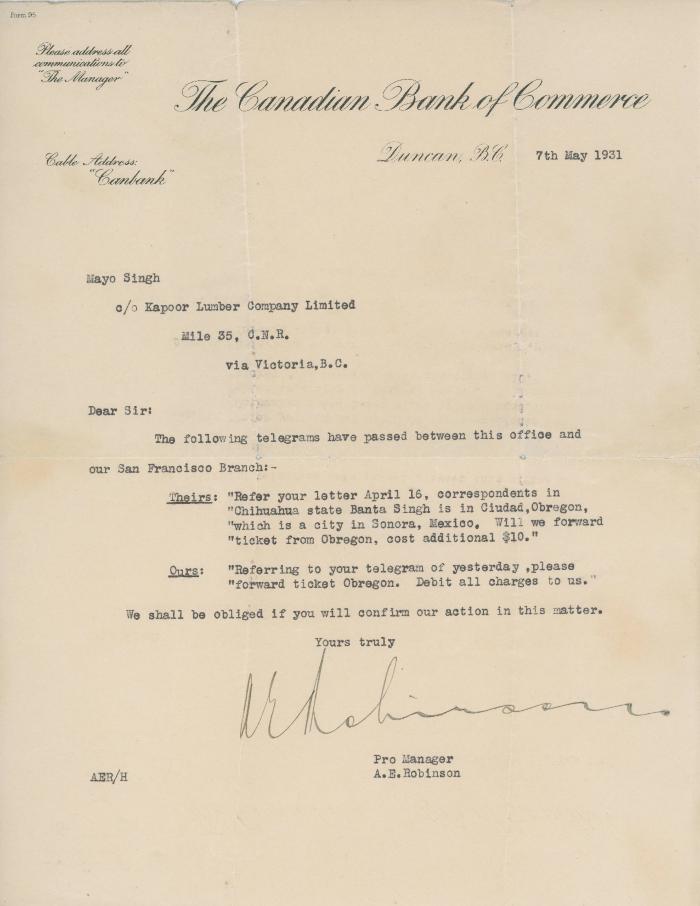 Form 96
Please address all
communications to
"The Manager"
The Canadian Bank of Commerce
Duncan, B.C. 7th May 1931
Cable Address:
"Canbank"
Mayo Singh
c/o Kapoor Lumber Company Limited
Mile 35, C.N.R.
via Victoria,B.C.
Dear Sir:
The following telegrams have passed between this office and
our San Francisco Branch:-
Theirs: "Refer your letter April 16, correspondents in
"Chihuahua state Banta Singh is in Ciudad,Obregon,
"which is a city in Sonora, Mexico. Will we forward
"ticket from Obregon, cost additional $10."
Ours: "Referring to your telegram of yesterday ,please
"forward ticket Obregon. Debit all charges to us."
We shall be obliged if you will confirm our action in this matter.
Yours truly
A E Robinson
Pro Manager
AER/H A.E.Robinson